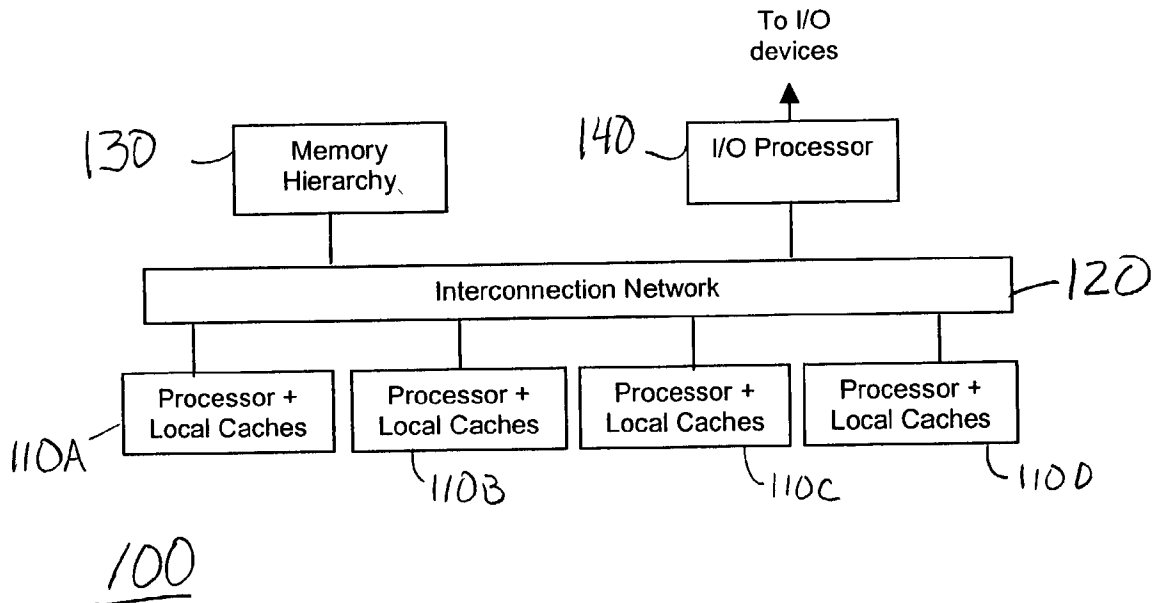 To I/O
devices
130
Memory
Hierarchy
140
I/O Processor
Interconnection Network
120
Processor +
Local Caches
Processor +
Local Caches
Processor +
Local Caches
Processor +
Local Caches
110A
110B
110C
110D
100